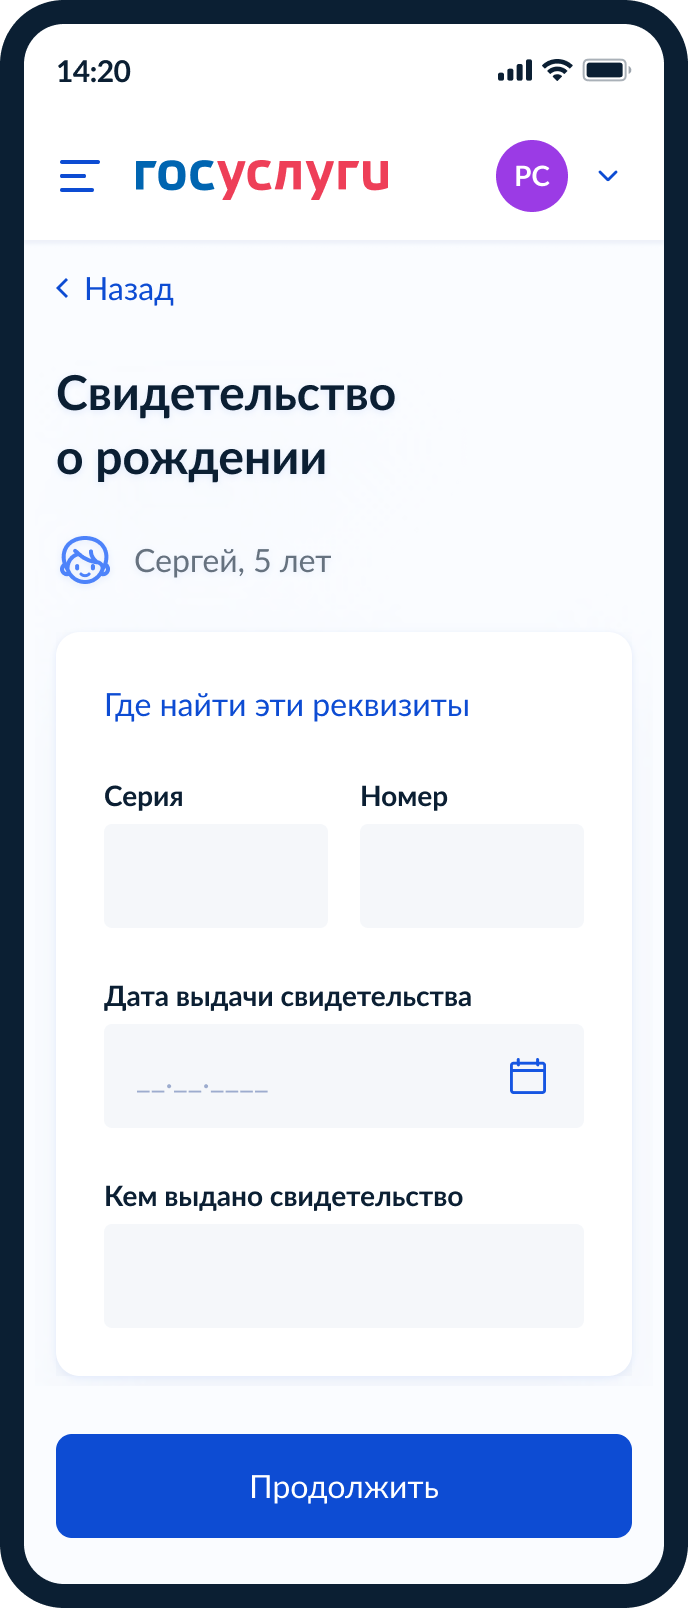 14:20
госуслуги
РС
Назад
Свидетельство
о рождении
Сергей, 5 лет
Где найти эти реквизиты
Серия Номер
Дата выдачи свидетельства
__.__.____
Кем выдано свидетельство
Продолжить